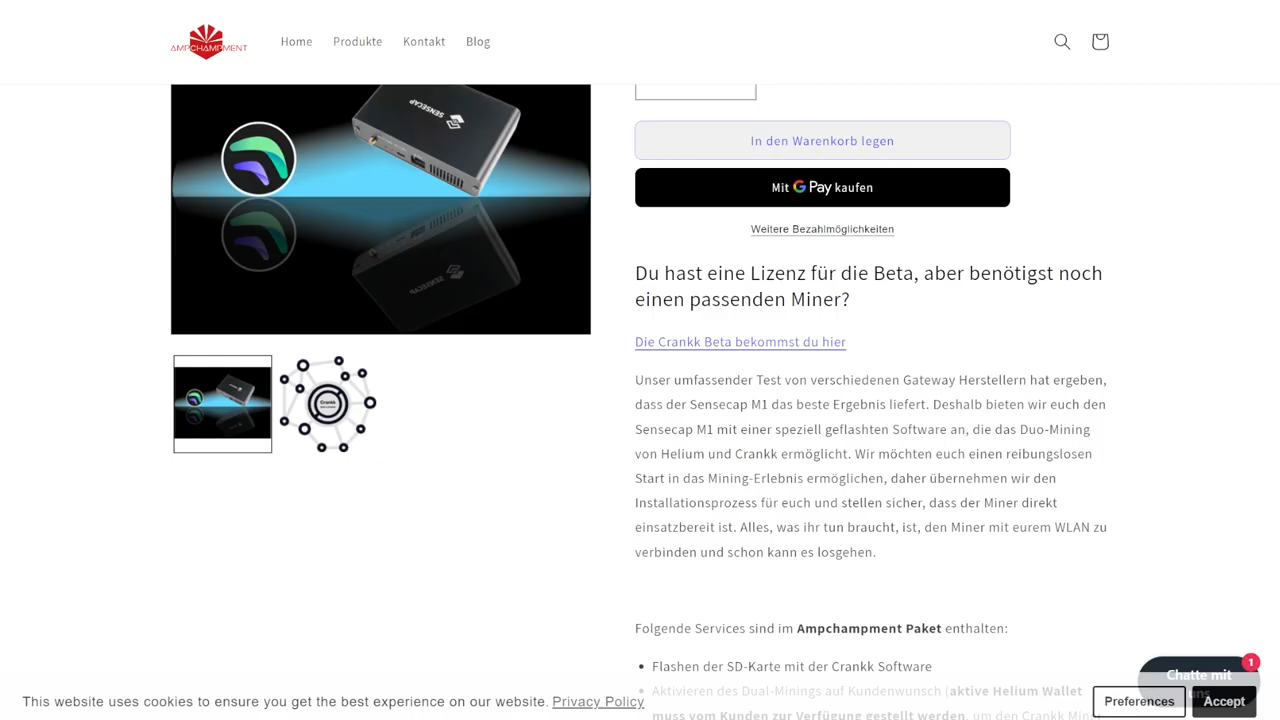 AMPCHAMPMENT
Home Produkte Kontakt Blog
SENSECAP
In den Warenkorb legen
Mit G Pay kaufen
Weitere Bezahlmöglichkeiten
Du hast eine Lizenz für die Beta, aber benötigst noch
einen passenden Miner?
Die Crankk Beta bekommst du hier
Unser umfassender Test von verschiedenen Gateway Herstellern hat ergeben,
dass der Sensecap M1 das beste Ergebnis liefert. Deshalb bieten wir euch den
Sensecap M1 mit einer speziell geflashten Software an, die das Duo-Mining
von Helium und Crankk ermöglicht. Wir möchten euch einen reibungslosen
Start in das Mining-Erlebnis ermöglichen, daher übernehmen wir den
Installationsprozess für euch und stellen sicher, dass der Miner direkt
einsatzbereit ist. Alles, was ihr tun braucht, ist, den Miner mit eurem WLAN zu
verbinden und schon kann es losgehen.
Crankk
Folgende Services sind im Ampchampment Paket enthalten:
• Flashen der SD-Karte mit der Crankk Software
• Aktivieren des Dual-Minings auf Kundenwunsch (aktive Helium Wallet
muss vom Kunden zur Verfügung gestellt werden, um den Crankk Miner
Chatte mit
uns
1
This website uses cookies to ensure you get the best experience on our website. Privacy Policy
Preferences
Accept